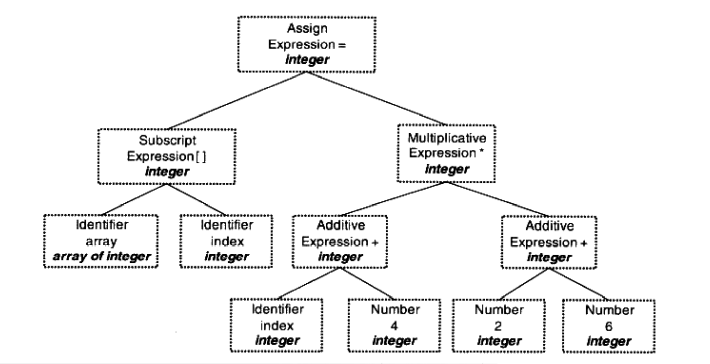 Assign
Expression =
integer
Subscript
Expression [ ]
integer
Multiplicative
Expression *
integer
Identifier
array
array of integer
Identifier
index
integer
Additive
Expression +
integer
Additive
Expression +
integer
Identifier
index
integer
Number
4
integer
Number
2
integer
Number
6
integer